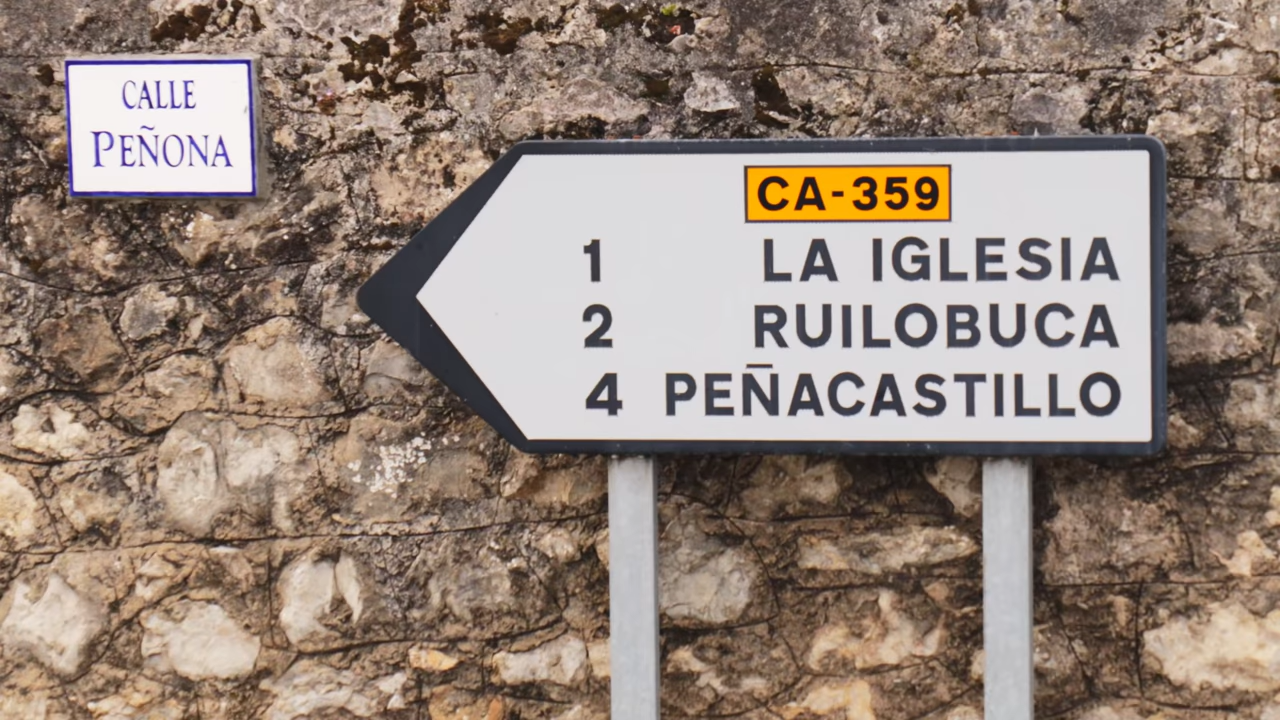 CALLE
PEÑONA
CA-359
1 LA IGLESIA
2 RUILOBUCA
4 PEÑACASTILLO